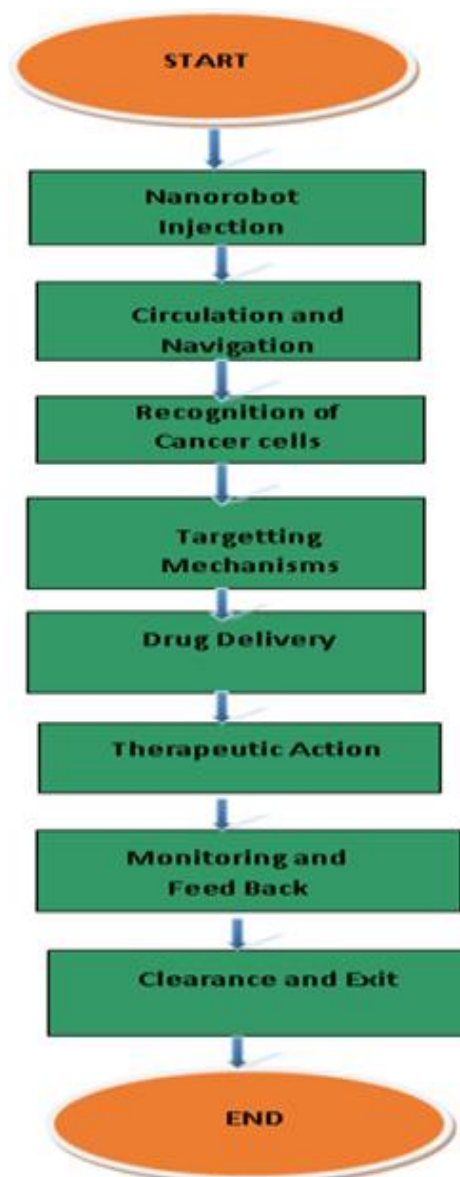 START
Nanorobot
Injection
Circulation and
Navigation
Recognition of
Cancer cells
Targetting
Mechanisms
Drug Delivery
Therapeutic Action
Monitoring and
Feed Back
Clearance and Exit
END